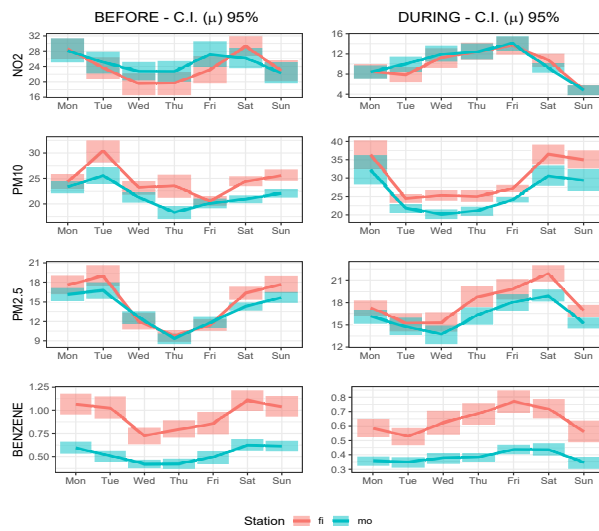 BEFORE - C.I. (μ) 95%
DURING - C.I. (μ) 95%
NO2
28
32
24
20
16
Mon Tue Wed Thu Fri Sat Sun
16
12
8
4
Mon Tue Wed Thu Fri Sat Sun
PM10
30
25
20
Mon Tue Wed Thu Fri Sat Sun
40
35
30
25
20
Mon Tue Wed Thu Fri Sat Sun
PM2.5
21
18
15
12
9
Mon Tue Wed Thu Fri Sat Sun
21
18
15
12
Mon Tue Wed Thu Fri Sat Sun
BENZENE
1.25
1.00
0.75
0.50
Mon Tue Wed Thu Fri Sat Sun
0.8
0.7
0.6
0.5
0.4
0.3
Mon Tue Wed Thu Fri Sat Sun
Station fi mo